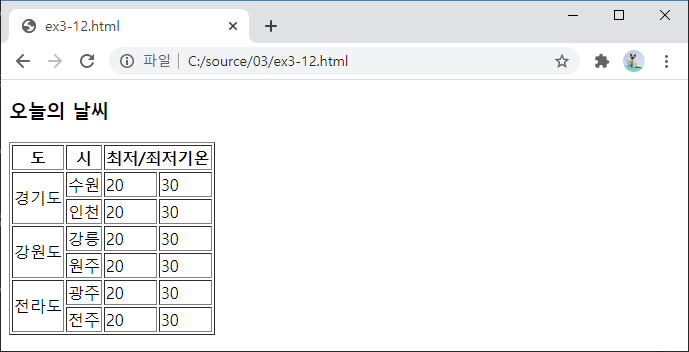 ex3-12.html
파일 C:/source/03/ex3-12.html
오늘의 날씨
도 시 최저/죄저기온
경기도 수원 20 30
인천 20 30
강원도 강릉 20 30
원주 20 30
전라도 광주 20 30
전주 20 30